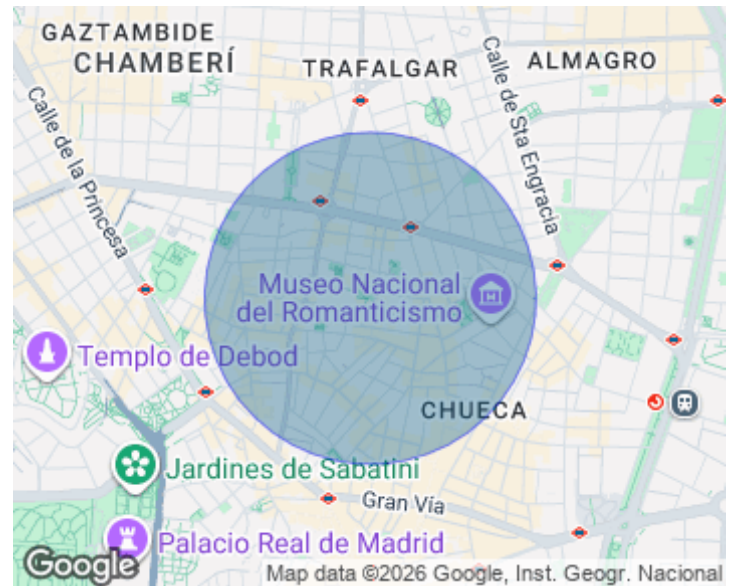 GAZTAMBIDE
CHAMBERÍ
TRAFALGAR
ALMAGRO
Calle de la Princesa
Calle de Sta Engracia
Museo Nacional
del Romanticismo
Templo de Debod
CHUECA
Jardines de Sabatini
Gran Vía
Palacio Real de Madrid
Google
Map data ©2026 Google, Inst. Geogr. Nacional